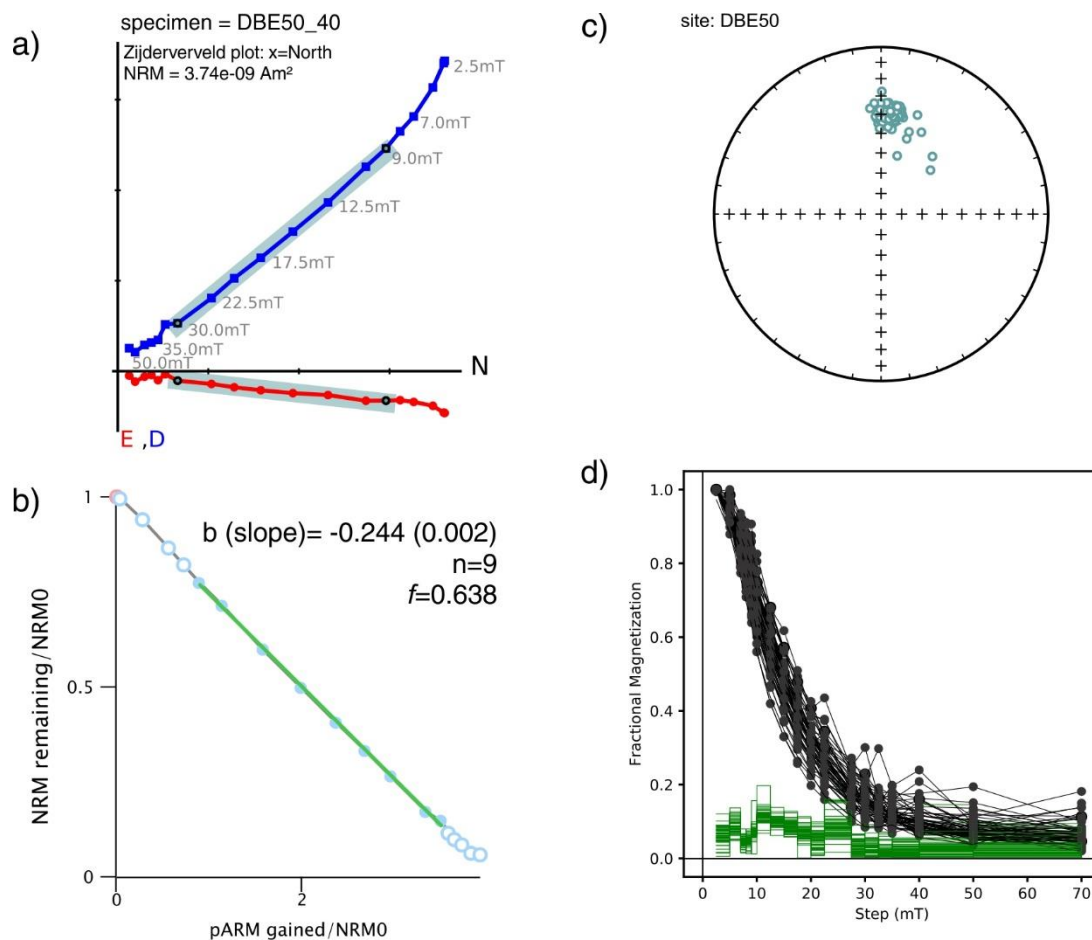 a)
specimen = DBE50_40
Zijderverveld plot: x=North
NRM = 3.74e-09 Am²
2.5mT
7.0mT
9.0mT
12.5mT
17.5mT
22.5mT
30.0mT
35.0mT
50.0mT
N
E ,D
c)
site: DBE50
b)
b (slope)= -0.244 (0.002)
n=9
f=0.638
NRM remaining/NRM0
1
0.5
0
0
2
pARM gained/NRM0
d)
Fractional Magnetization
1.0
0.8
0.6
0.4
0.2
0.0
0 10 20 30 40 50 60 70
Step (mT)